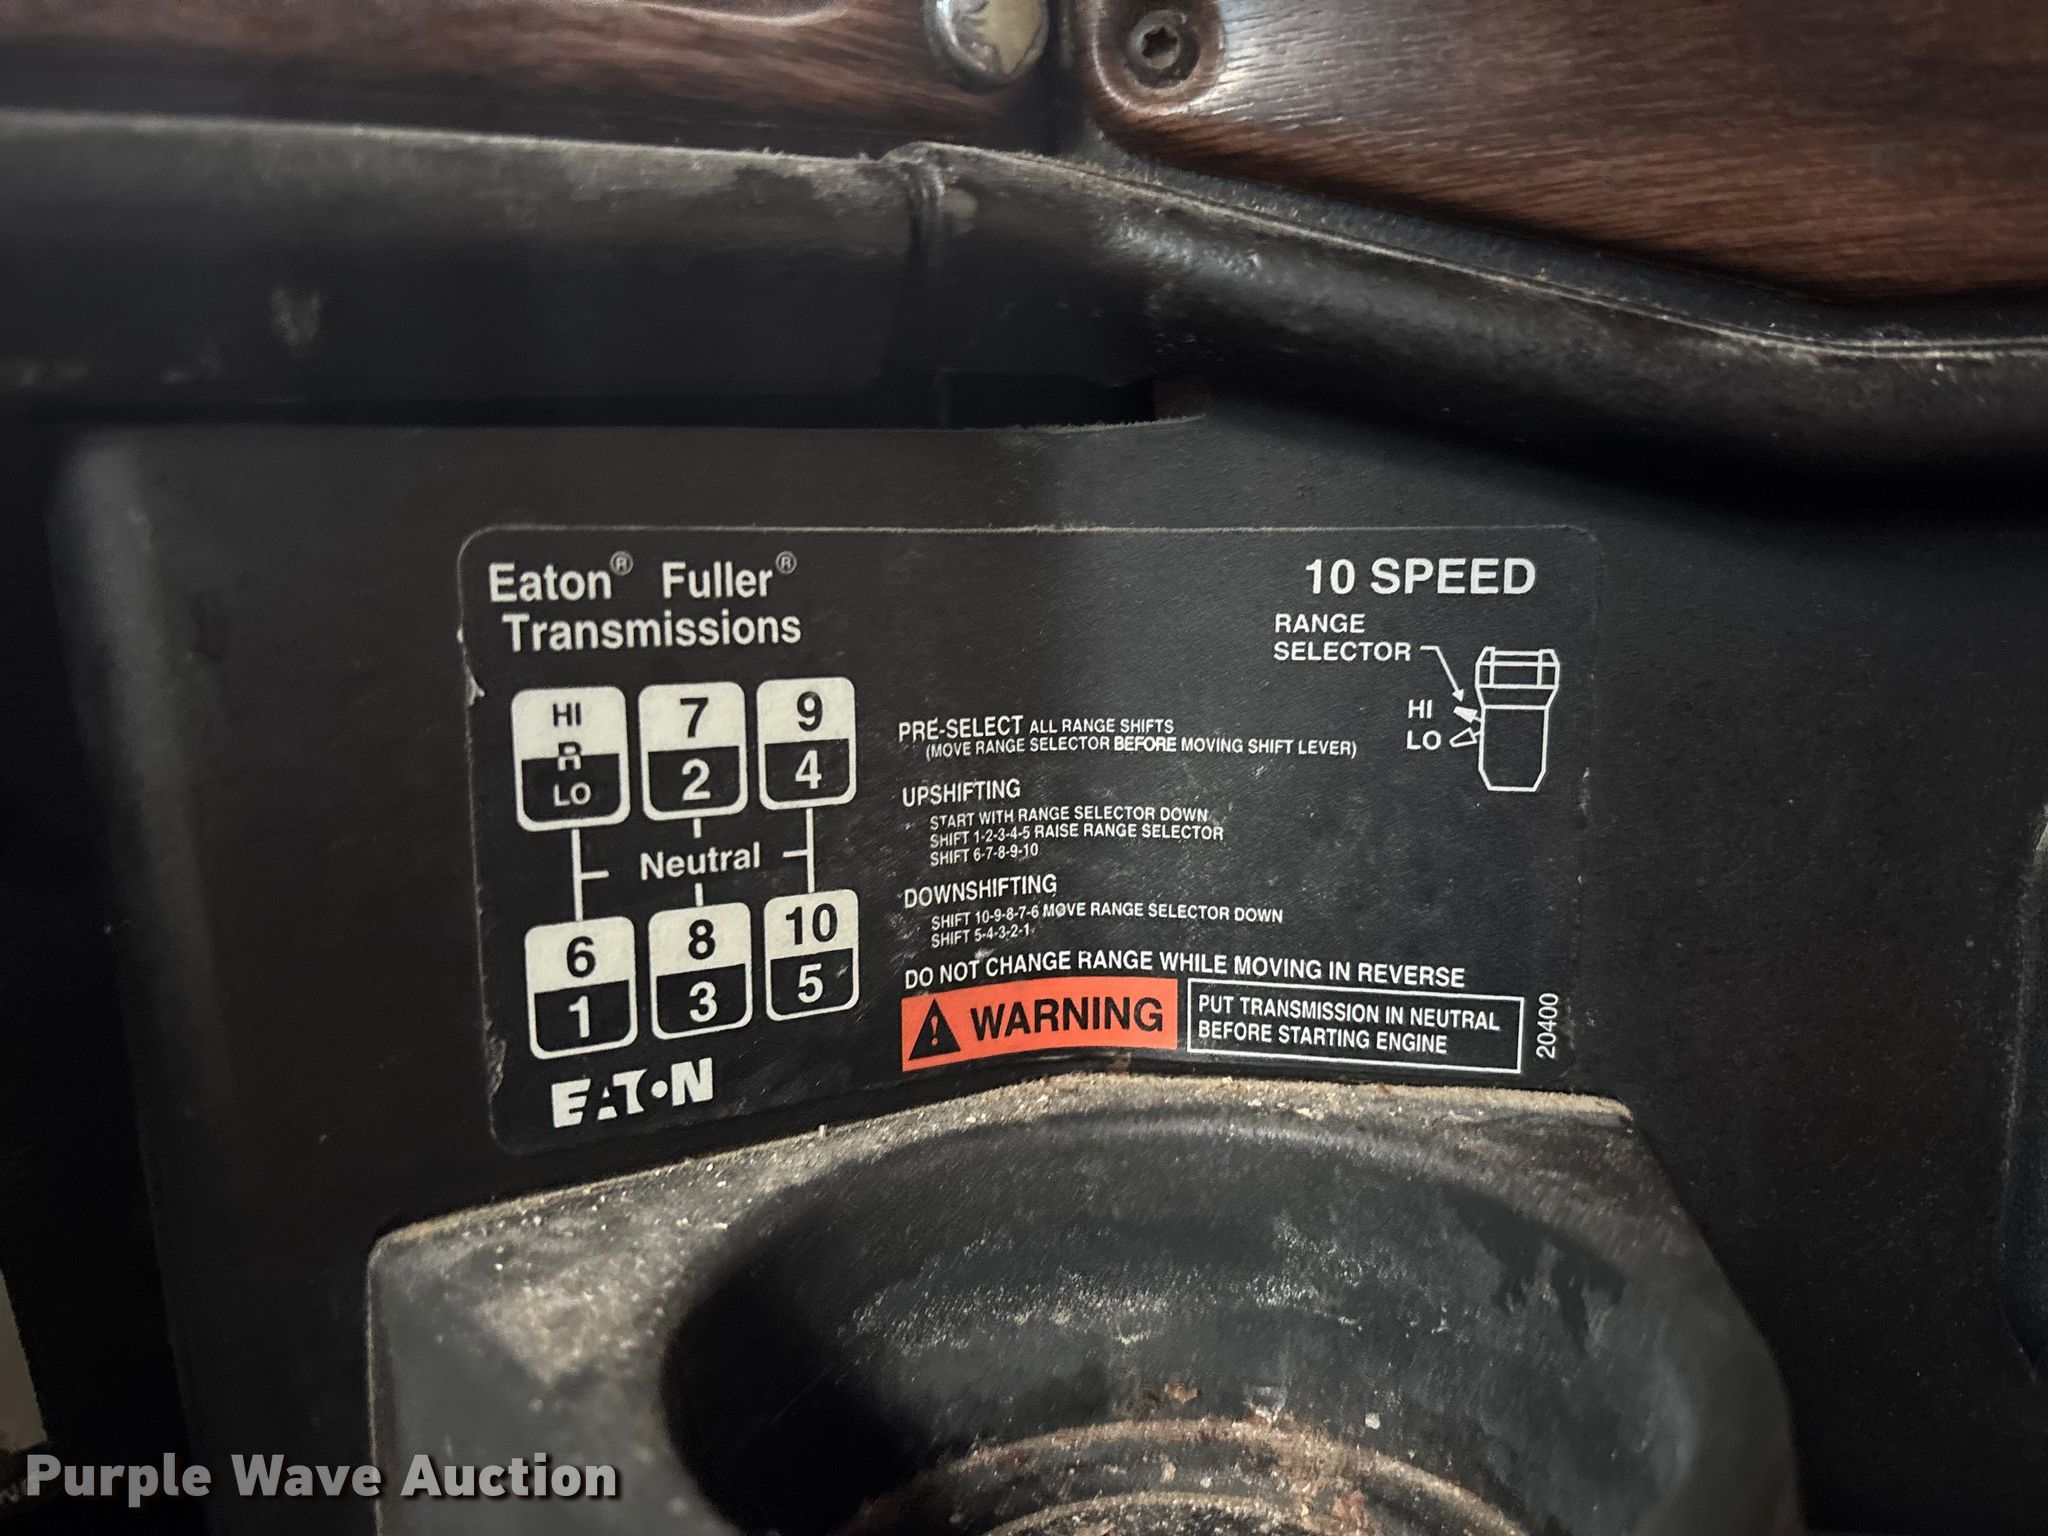 Eaton® Fuller®
Transmissions
10 SPEED
RANGE
SELECTOR
HI
LO
HI
R
LO
7
2
9
4
Neutral
6
1
8
3
10
5
EATON
PRE-SELECT ALL RANGE SHIFTS
(MOVE RANGE SELECTOR BEFORE MOVING SHIFT LEVER)
UPSHIFTING
START WITH RANGE SELECTOR DOWN
SHIFT 1-2-3-4-5 RAISE RANGE SELECTOR
SHIFT 6-7-8-9-10
DOWNSHIFTING
SHIFT 10-9-8-7-6 MOVE RANGE SELECTOR DOWN
SHIFT 5-4-3-2-1
DO NOT CHANGE RANGE WHILE MOVING IN REVERSE
WARNING
PUT TRANSMISSION IN NEUTRAL
BEFORE STARTING ENGINE
20400
Purple Wave Auction